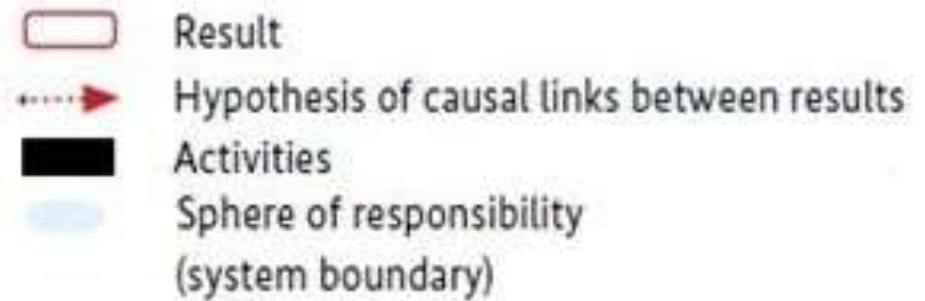 Result
Hypothesis of causal links between results
Activities
Sphere of responsibility
(system boundary)